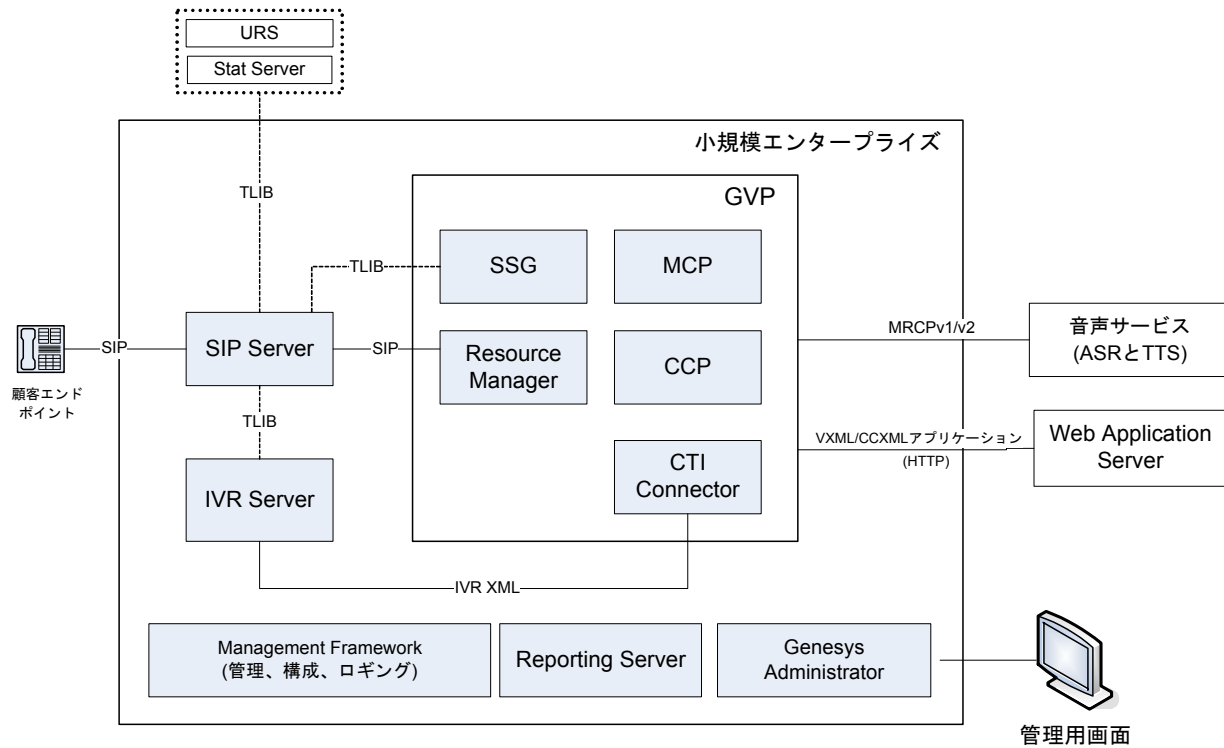 URS
Stat Server
小規模エンタープライズ
TLIB
GVP
SSG
MCP
TLIB
MRCPv1/v2
音声サービス
(ASRとTTS)
SIP
SIP Server
SIP
Resource
Manager
CCP
顧客エンド
ポイント
TLIB
VXML/CCXMLアプリケーション
(HTTP)
Web Application
Server
IVR Server
CTI
Connector
IVR XML
Management Framework
(管理、構成、ロギング)
Reporting Server
Genesys
Administrator
管理用画面